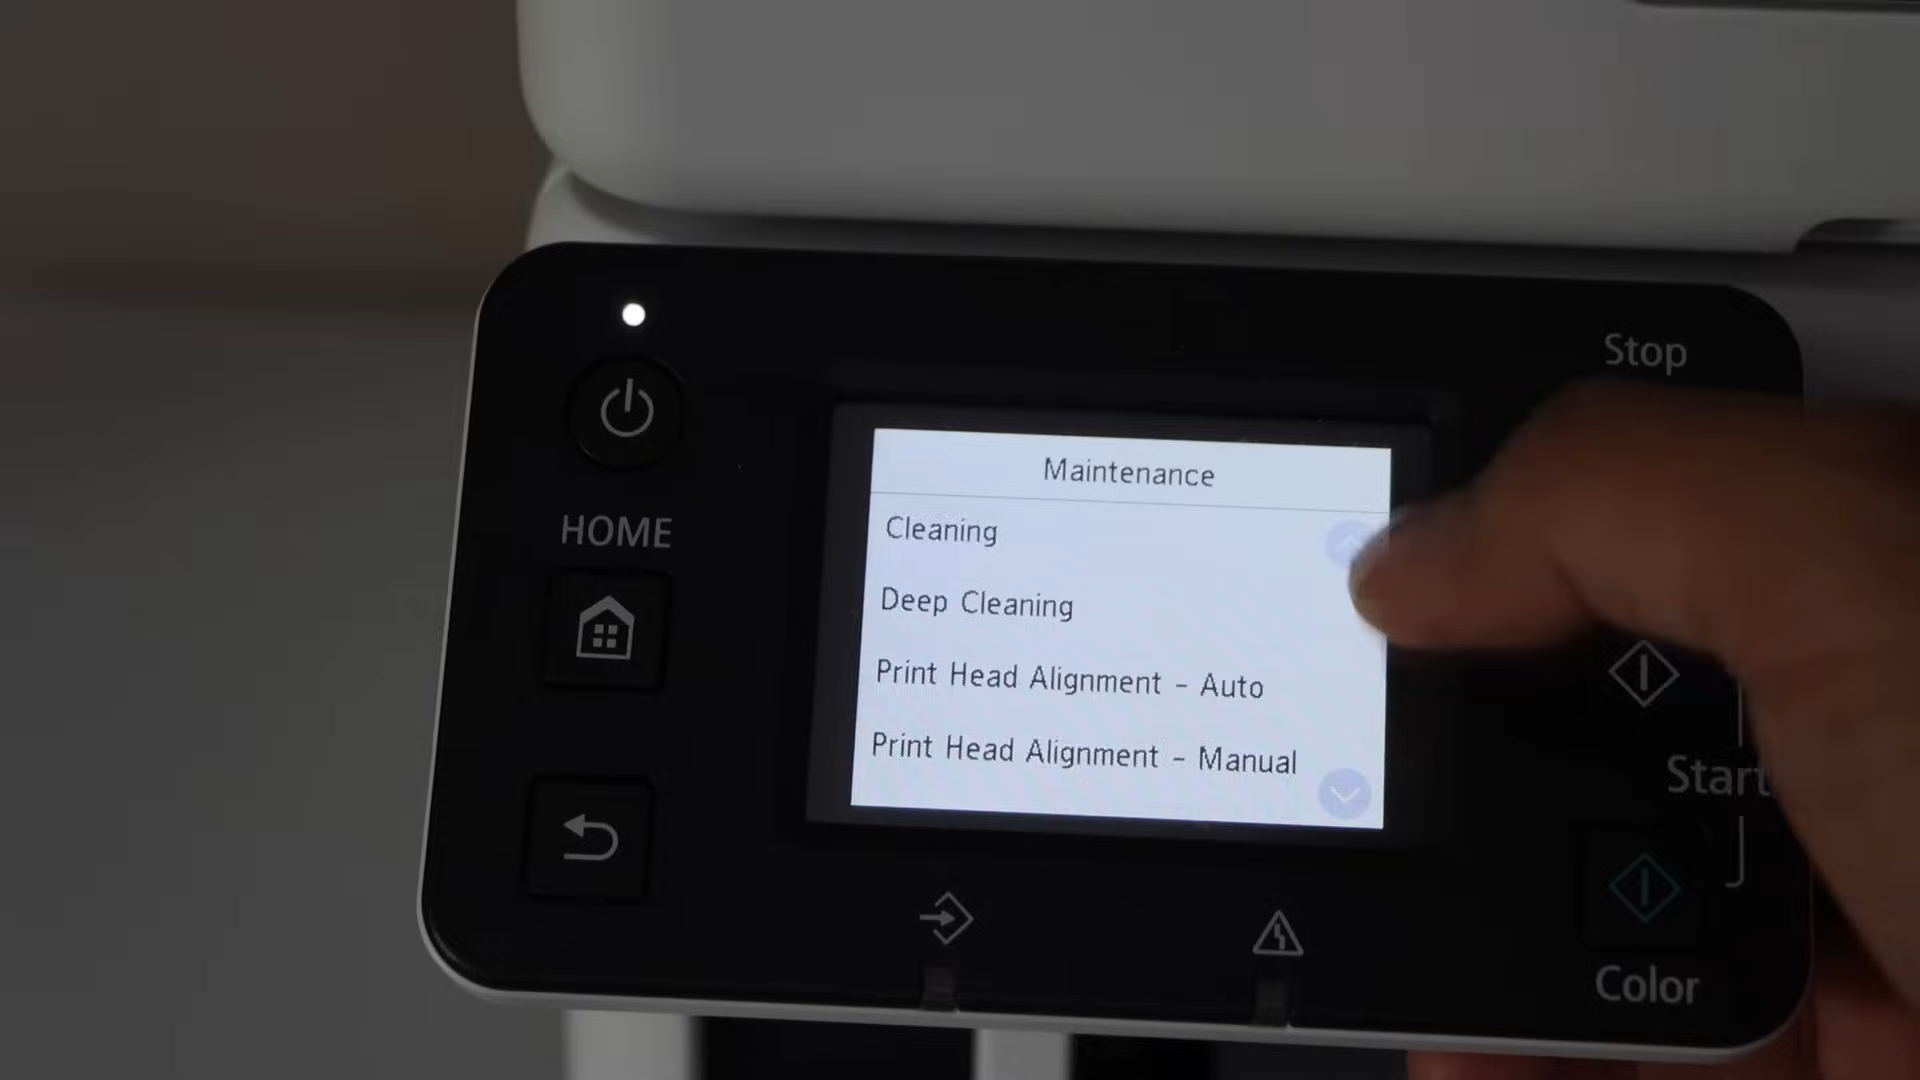 Stop
HOME
Maintenance
Cleaning
Deep Cleaning
Print Head Alignment - Auto
Print Head Alignment - Manual
Start
Color